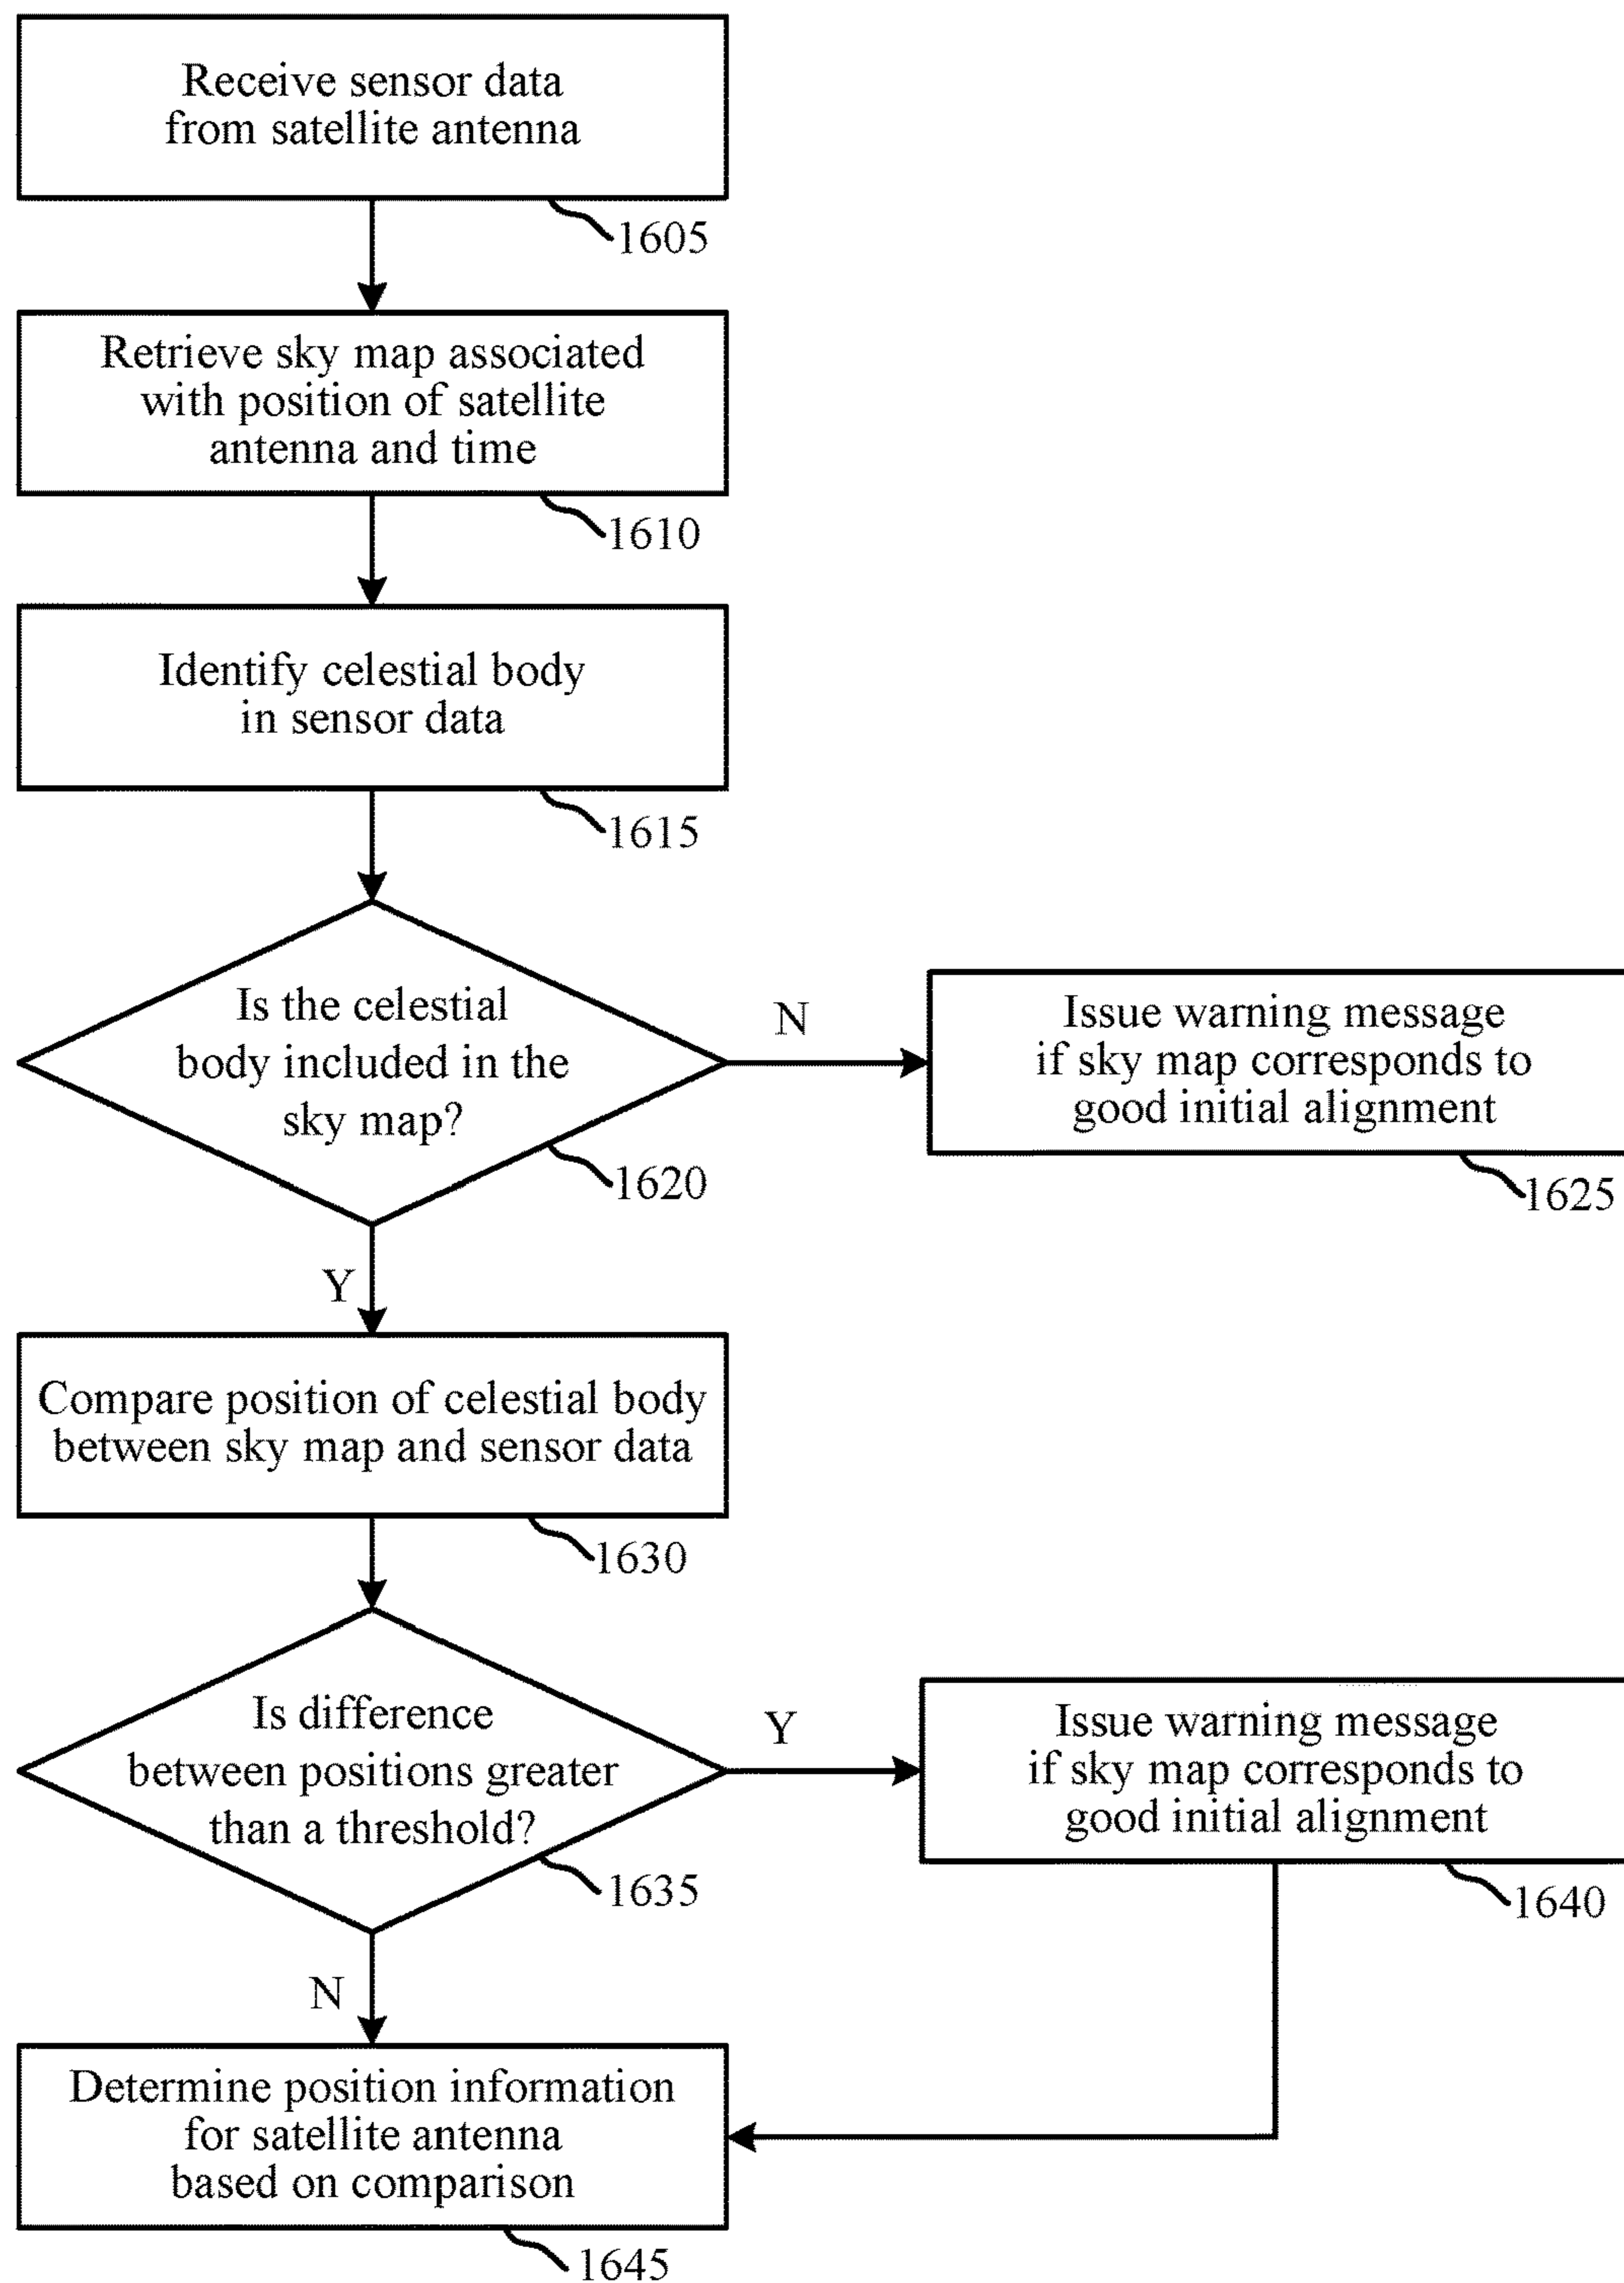 Receive sensor data
from satellite antenna
1605
Retrieve sky map associated
with position of satellite
antenna and time
1610
Identify celestial body
in sensor data
1615
Is the celestial
body included in the
sky map?
1620
N
Issue warning message
if sky map corresponds to
good initial alignment
1625
Y
Compare position of celestial body
between sky map and sensor data
1630
Is difference
between positions greater
than a threshold?
1635
Y
Issue warning message
if sky map corresponds to
good initial alignment
1640
N
Determine position information
for satellite antenna
based on comparison
1645